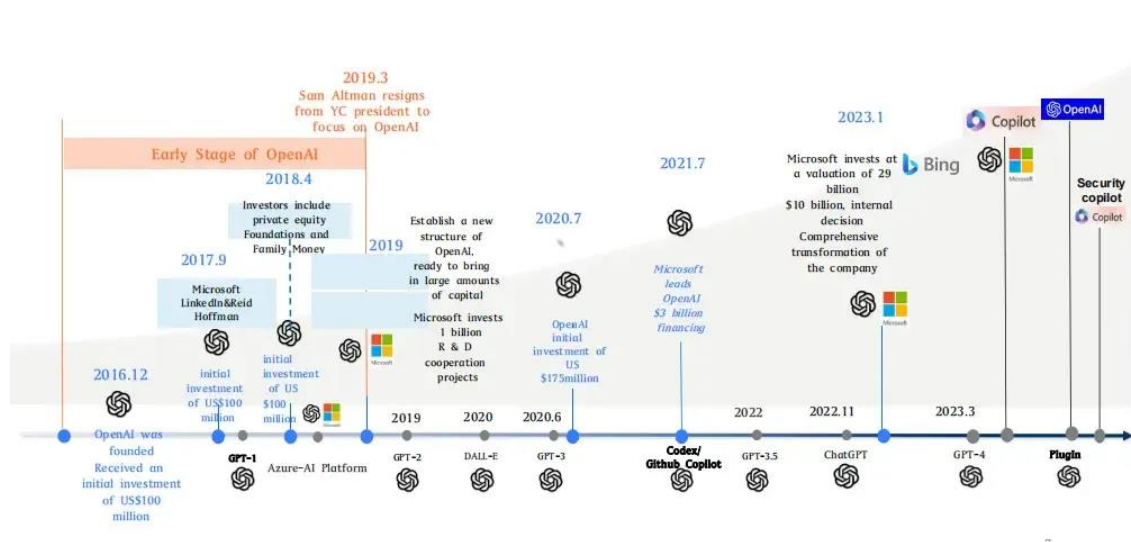 2019.3
Sam Altman resigns
from YC president to
focus on OpenAI
Early Stage of OpenAI
2018.4
Investors include
private equity
Foundations and
Family Money
2017.9
Microsoft
LinkedIn&Reid
Hoffman
initial
investment
of US$100
million
initial
investment
of US
$100
million
2016.12
OpenAI was
founded
Received an
initial investment
of US$100
million
2019
Microsoft
Microsoft
Establish a new
structure of
OpenAI,
ready to bring
in large amounts
of capital
Microsoft invests
1 billion
R & D
cooperation
projects
2020.7
OpenAI
initial
investment of
US
$175million
2021.7
Microsoft
leads
OpenAI
$3 billion
financing
2023.1
Microsoft invests at
a valuation of 29
billion
$10 billion, internal
decision
Comprehensive
transformation of
the company
Microsoft
Bing
Copilot
Microsoft
OpenAI
Security
copilot
Copilot
2019
2020
2020.6
2022
2022.11
2023.3
GPT-1
Azure-AI Platform
GPT-2
DALL-E
GPT-3
Codex/
Github Copilot
GPT-3.5
ChatGPT
GPT-4
Plugin